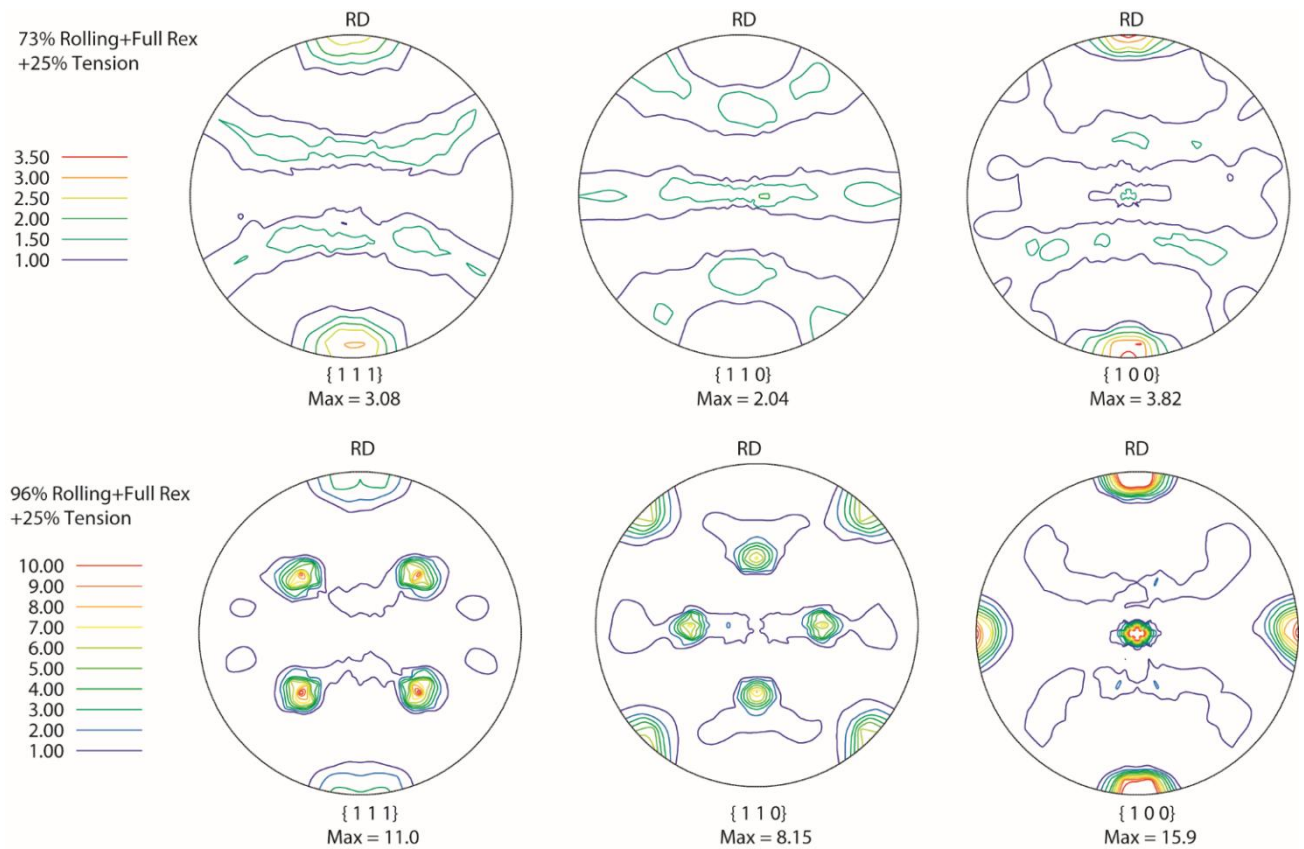 73% Rolling+Full Rex
+25% Tension
RD
RD
RD
3.50
3.00
2.50
2.00
1.50
1.00
{1 1 1}
Max = 3.08
{1 1 0}
Max = 2.04
{1 0 0}
Max = 3.82
96% Rolling+Full Rex
+25% Tension
RD
RD
RD
10.00
9.00
8.00
7.00
6.00
5.00
4.00
3.00
2.00
1.00
{1 1 1}
Max = 11.0
{1 1 0}
Max = 8.15
{1 0 0}
Max = 15.9